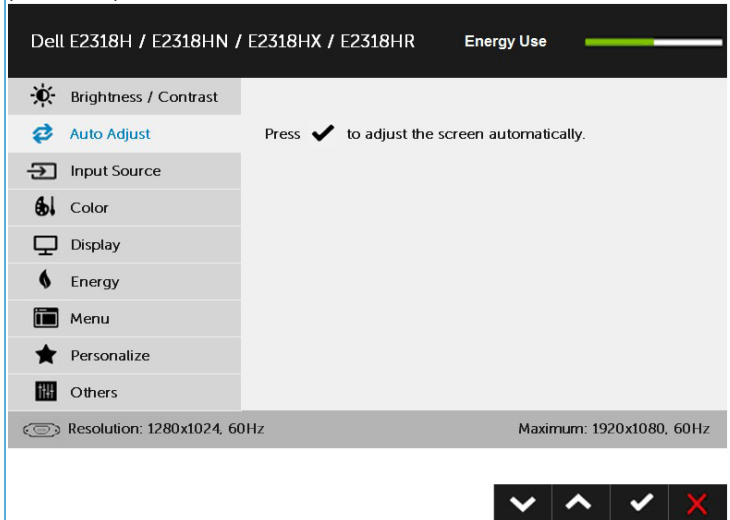 Dell E2318H / E2318HN / E2318HX / E2318HR Energy Use
Brightness / Contrast
Auto Adjust
Press ✔ to adjust the screen automatically.
Input Source
Color
Display
Energy
Menu
Personalize
Others
Resolution: 1280x1024, 60Hz Maximum: 1920x1080, 60Hz